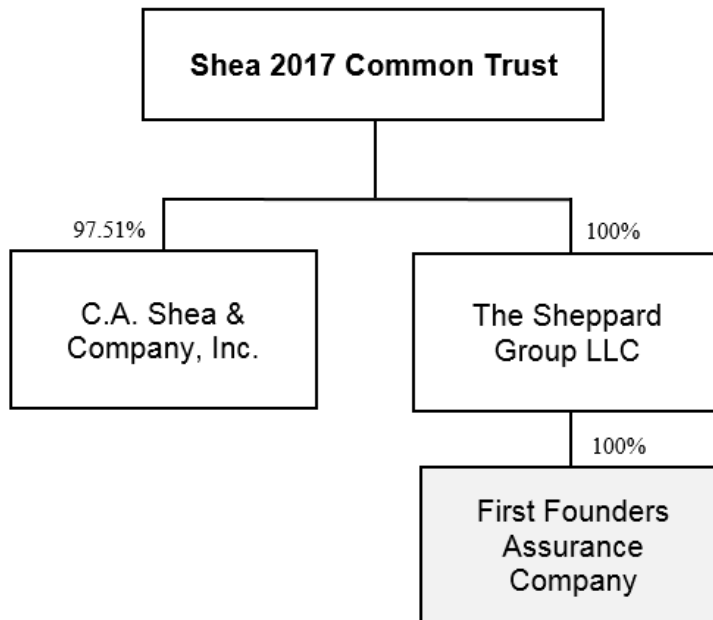 Shea 2017 Common Trust
97.51%
100%
C.A. Shea &
Company, Inc.
The Sheppard
Group LLC
100%
First Founders
Assurance
Company